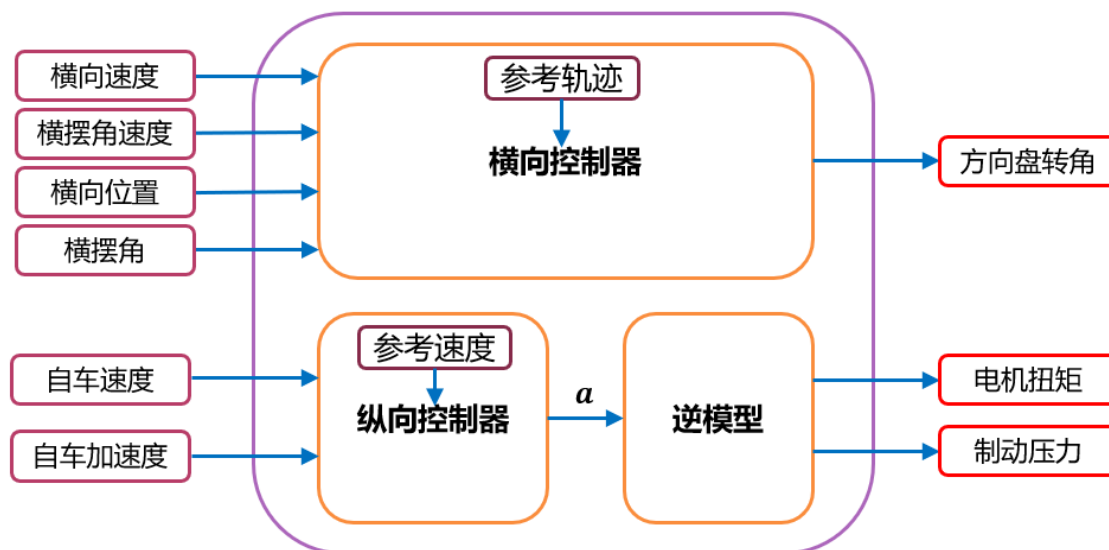 横向速度
横摆角速度
横向位置
横摆角
参考轨迹
横向控制器
方向盘转角
自车速度
自车加速度
参考速度
纵向控制器
a
逆模型
电机扭矩
制动压力